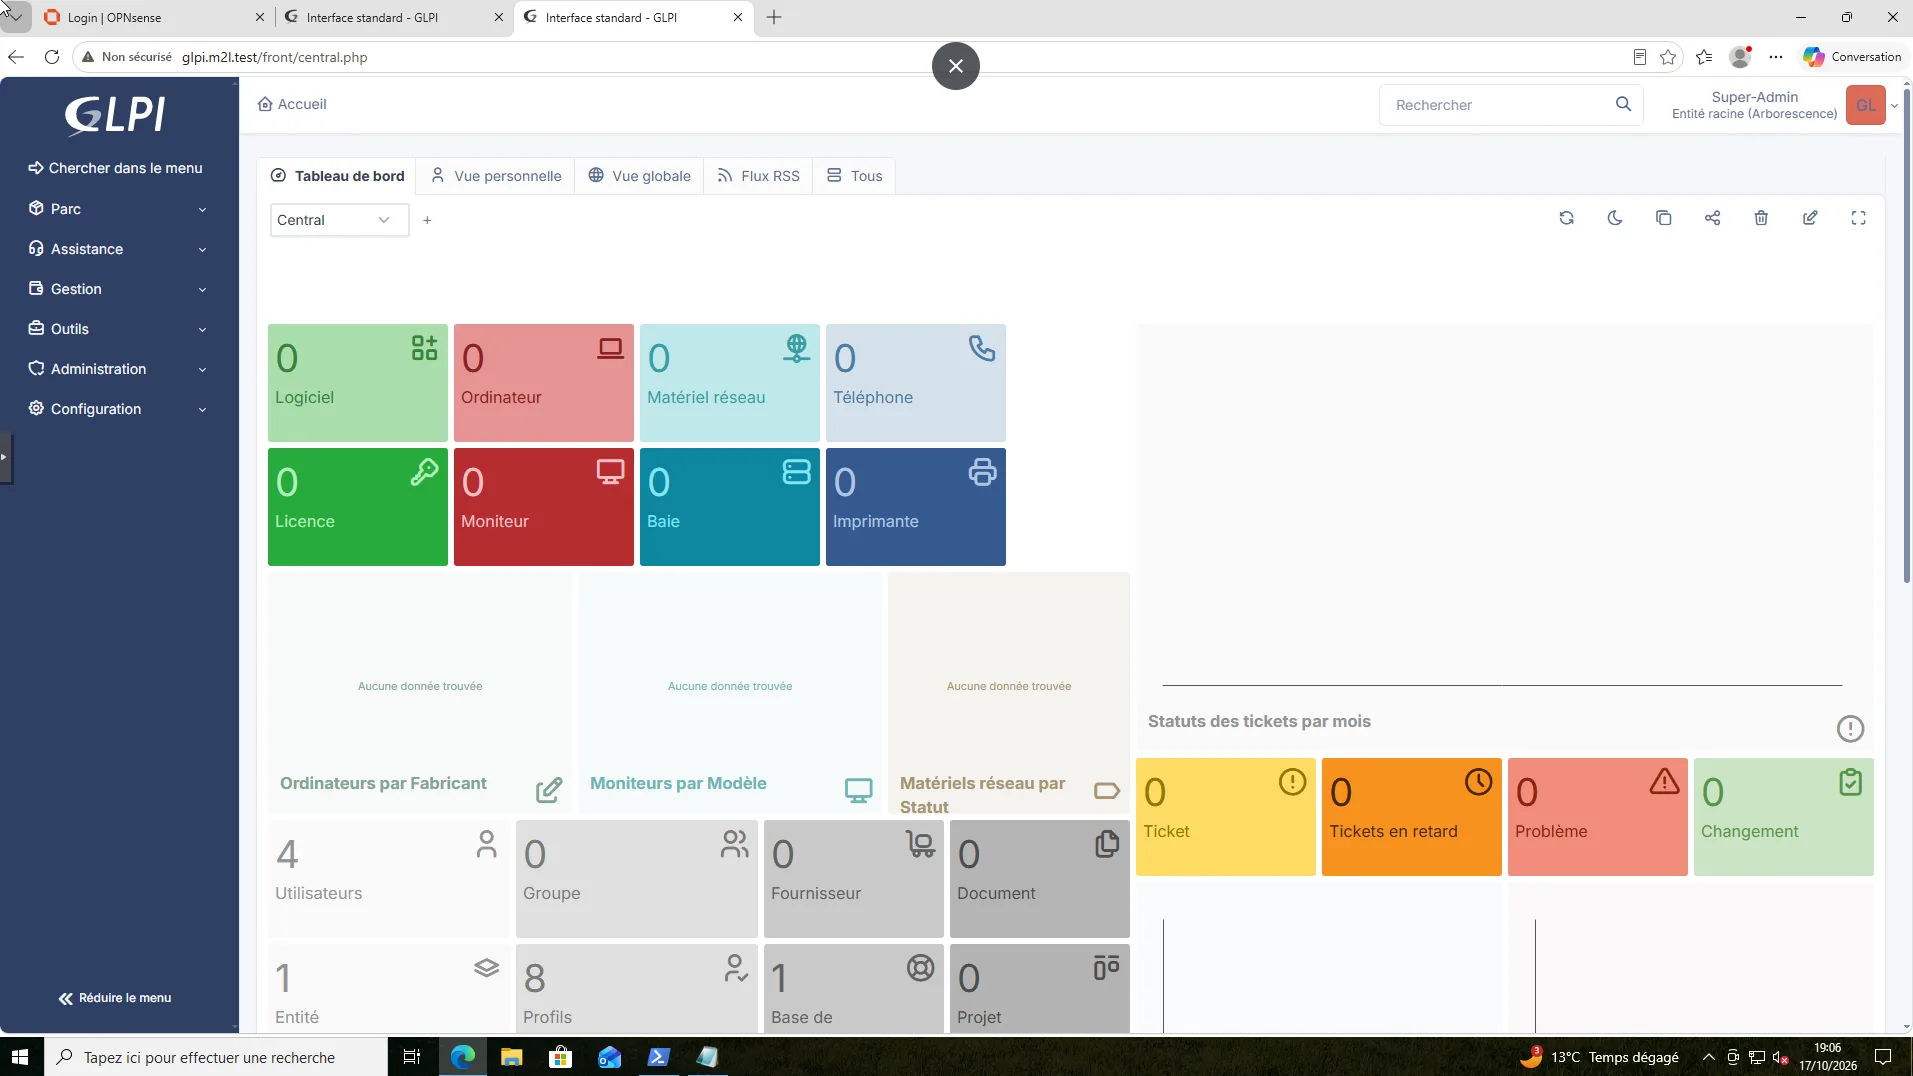 Login | OPNsense
Interface standard - GLPI
Interface standard - GLPI
Non sécurisé
glpi.m2l.test/front/central.php
Conversation
GLPI
Accueil
Rechercher
Super-Admin
Entité racine (Arborescence)
GL
Chercher dans le menu
Parc
Assistance
Gestion
Outils
Administration
Configuration
Réduire le menu
Tableau de bord
Vue personnelle
Vue globale
Flux RSS
Tous
Central
+
0
Logiciel
0
Ordinateur
0
Matériel réseau
0
Téléphone
0
Licence
0
Moniteur
0
Baie
0
Imprimante
Aucune donnée trouvée
Ordinateurs par Fabricant
Aucune donnée trouvée
Moniteurs par Modèle
Aucune donnée trouvée
Matériels réseau par
Statut
Statuts des tickets par mois
0
Ticket
0
Tickets en retard
0
Problème
0
Changement
4
Utilisateurs
0
Groupe
0
Fournisseur
0
Document
1
Entité
8
Profils
1
Base de
0
Projet
Tapez ici pour effectuer une recherche
3
13°C Temps dégagé
19:06
17/10/2026